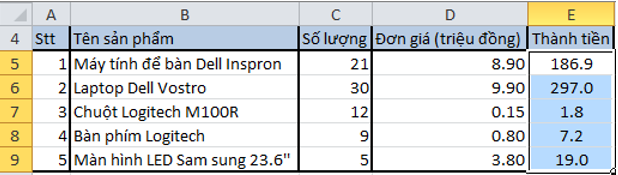 A B C D E
4 Stt Tên sản phẩm Số lượng Đơn giá (triệu đồng) Thành tiền
5 1 Máy tính để bàn Dell Inspron 21 8.90 186.9
6 2 Laptop Dell Vostro 30 9.90 297.0
7 3 Chuột Logitech M100R 12 0.15 1.8
8 4 Bàn phím Logitech 9 0.80 7.2
9 5 Màn hình LED Sam sung 23.6" 5 3.80 19.0